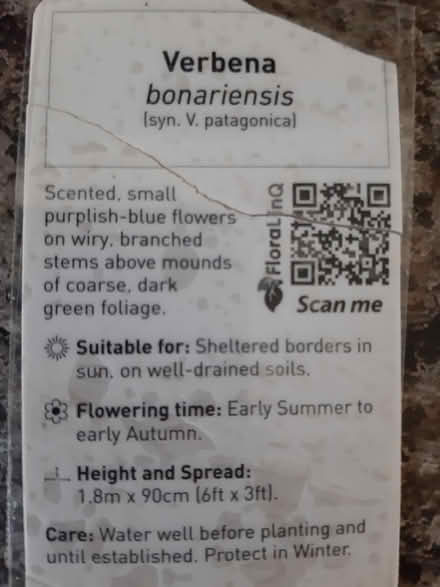 Verbena
bonariensis
(syn. V. patagonica)
Scented, small
purplish-blue flowers
on wiry, branched
stems above mounds
of coarse, dark
green foliage.
FloraLinQ
Scan me
Suitable for: Sheltered borders in
sun, on well-drained soils.
Flowering time: Early Summer to
early Autumn.
Height and Spread:
1.8m x 90cm (6ft x 3ft).
Care: Water well before planting and
until established. Protect in Winter.